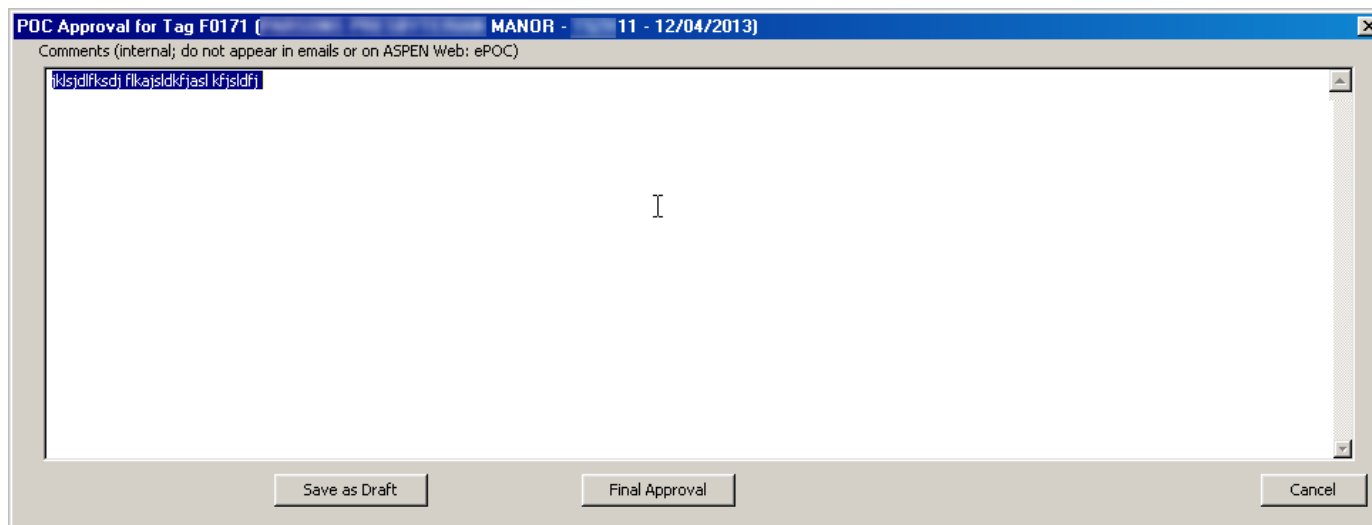 POC Approval for Tag F0171 ( MANOR - 11 - 12/04/2013)
Comments (internal; do not appear in emails or on ASPEN Web: ePOC)
jklsjdlfksdj flkajsldkfjasl kfjsldfj
Save as Draft Final Approval Cancel